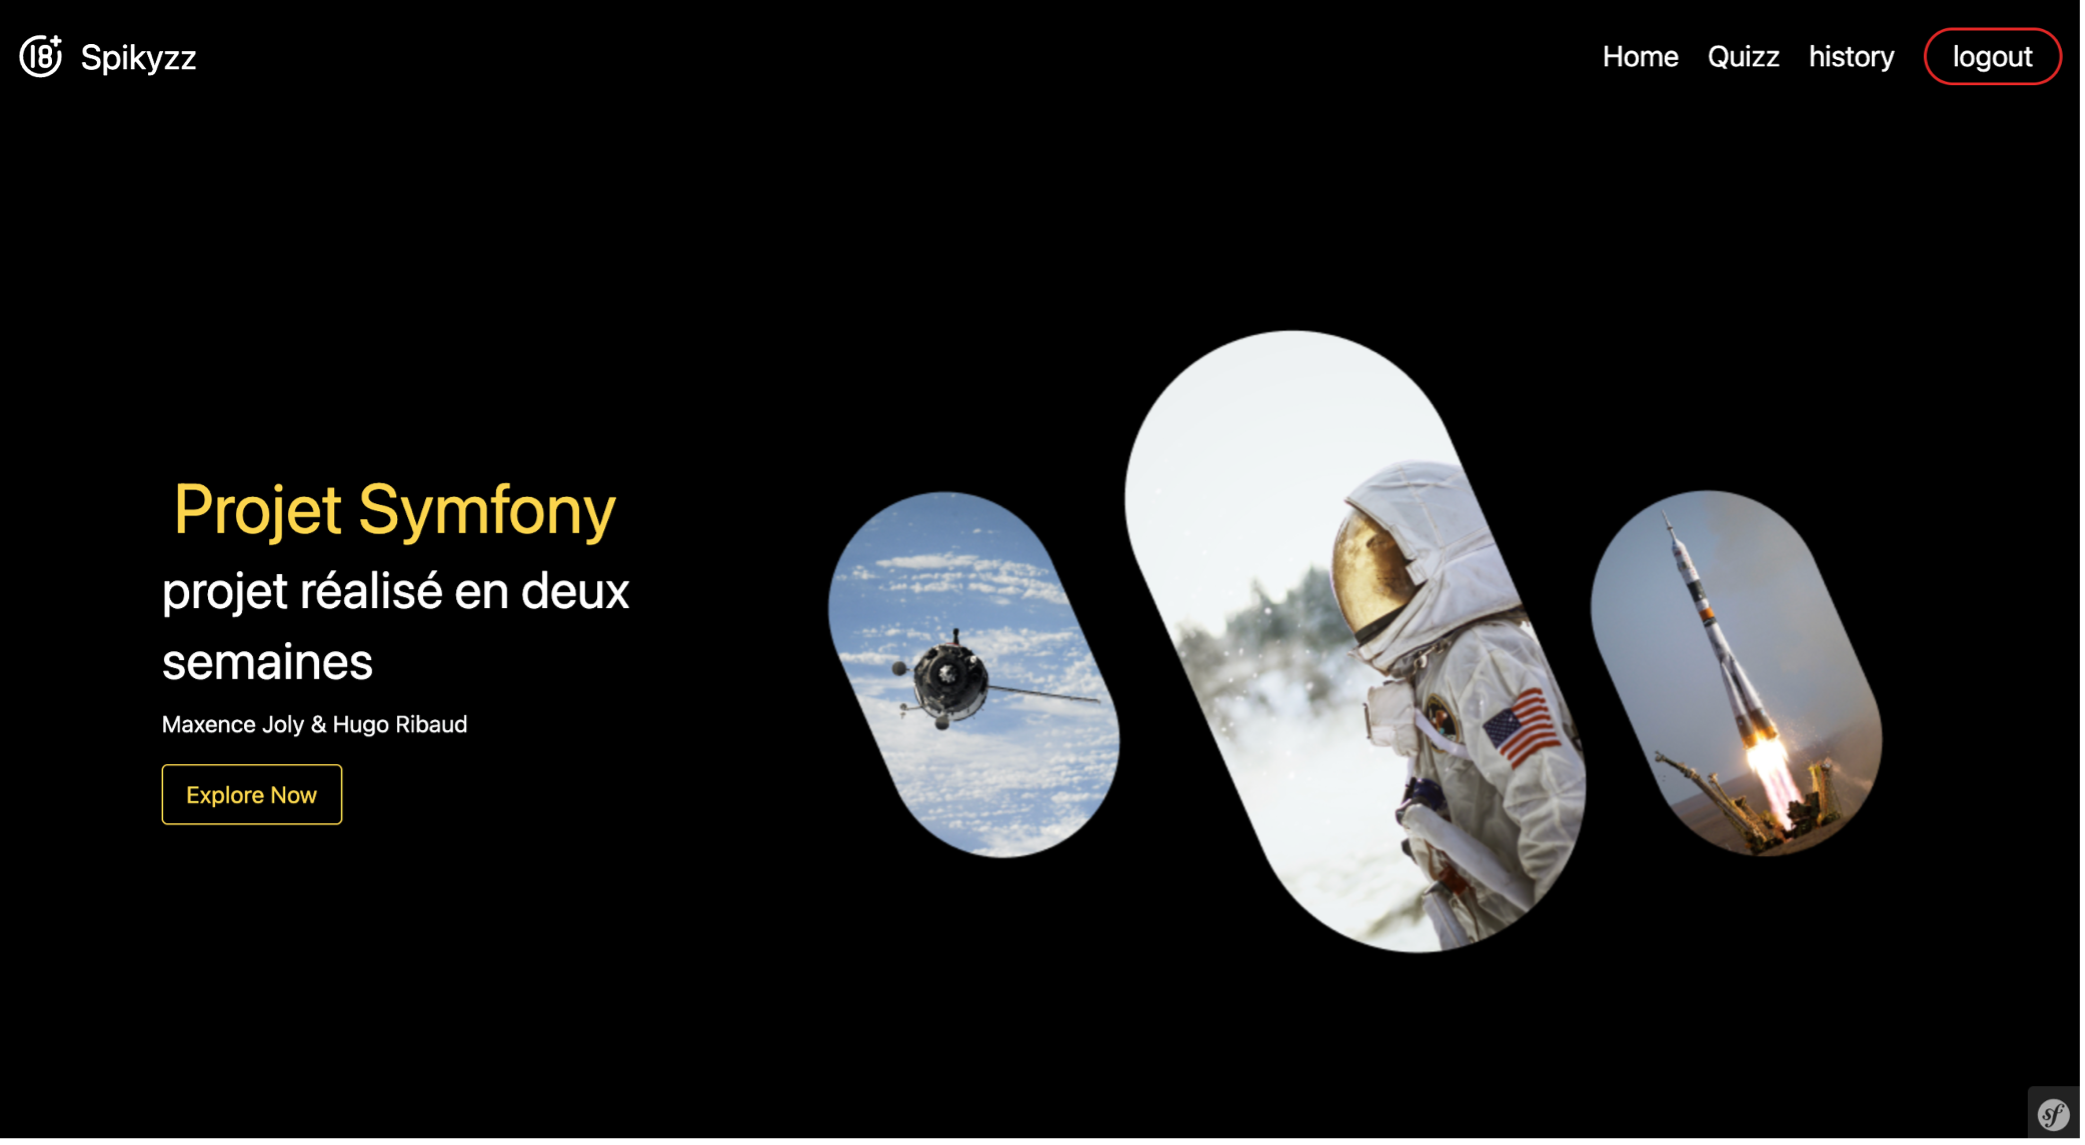 18+ Spikyzz
Home Quizz history logout
Projet Symfony
projet réalisé en deux
semaines
Maxence Joly & Hugo Ribaud
Explore Now
sf